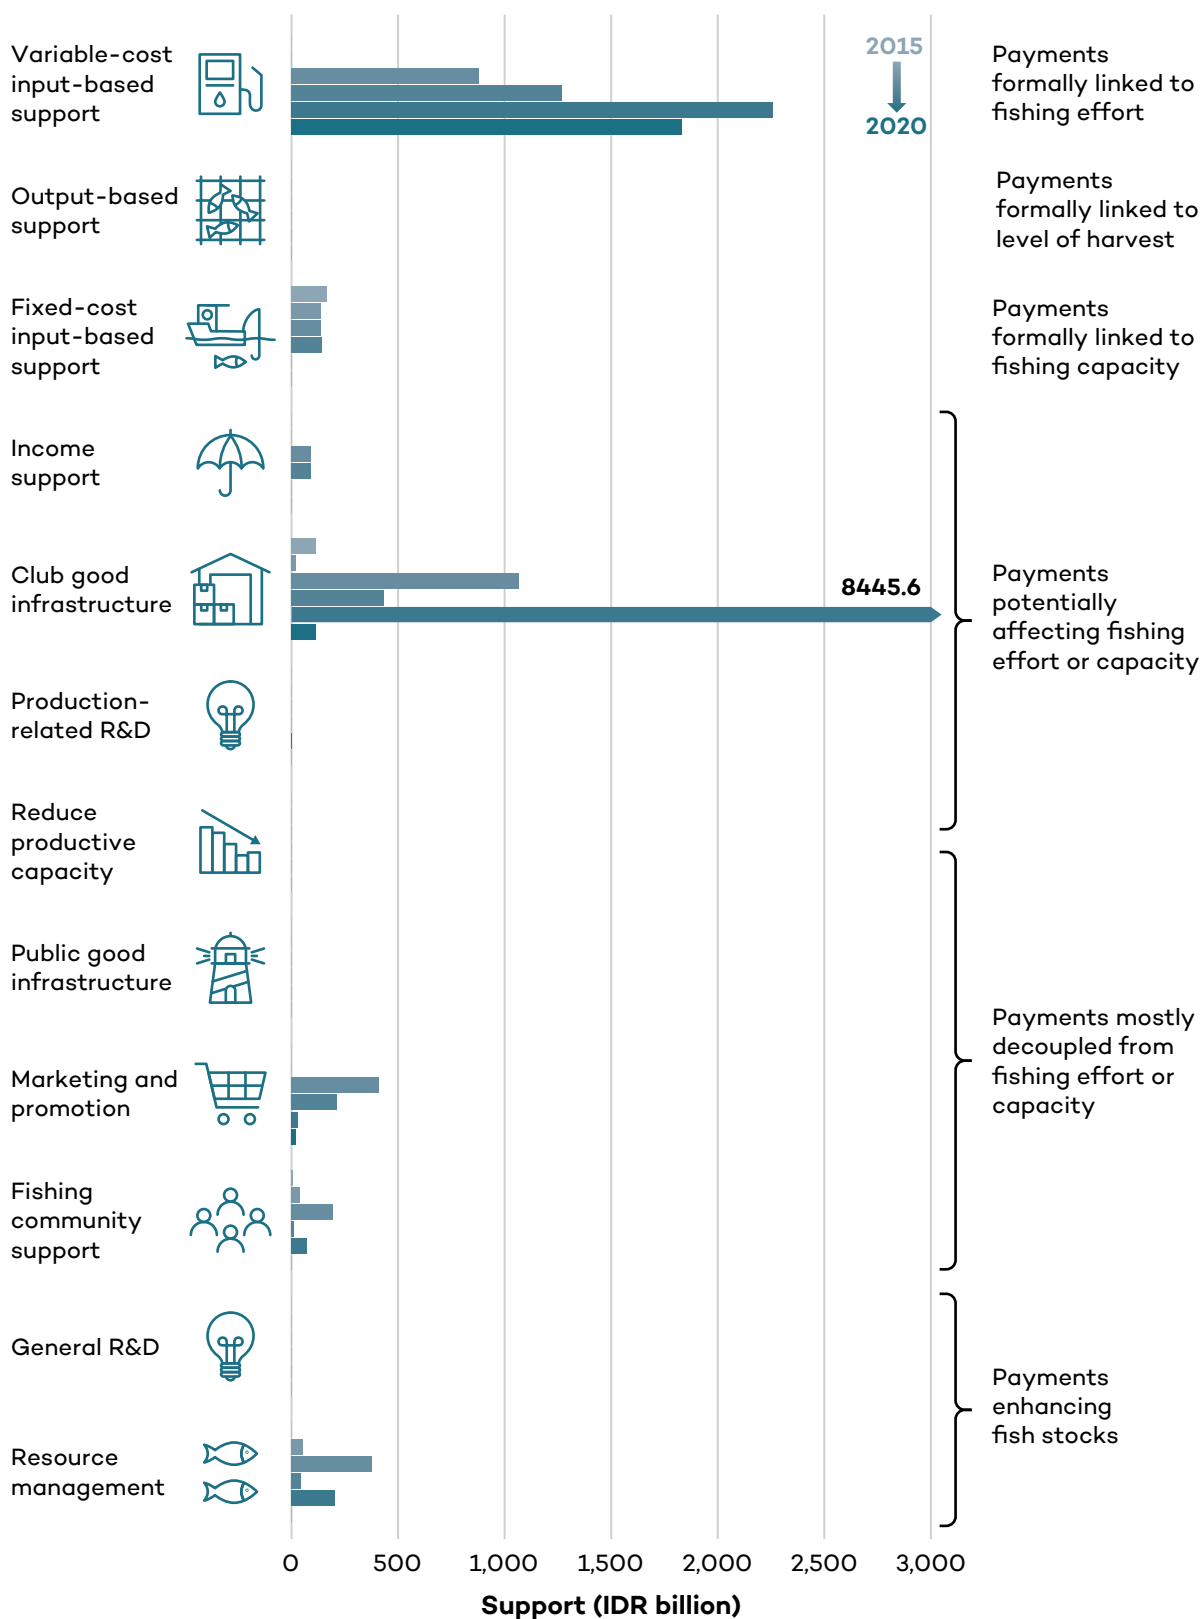 Variable-cost
input-based
support
2015
2020
Payments
formally linked to
fishing effort
Output-based
support
Payments
formally linked to
level of harvest
Fixed-cost
input-based
support
Payments
formally linked to
fishing capacity
Income
support
Club good
infrastructure
8445.6
Payments
potentially
affecting fishing
effort or capacity
Production-
related R&D
Reduce
productive
capacity
Public good
infrastructure
Payments mostly
decoupled from
fishing effort or
capacity
Marketing and
promotion
Fishing
community
support
General R&D
Payments
enhancing
fish stocks
Resource
management
0 500 1,000 1,500 2,000 2,500 3,000
Support (IDR billion)